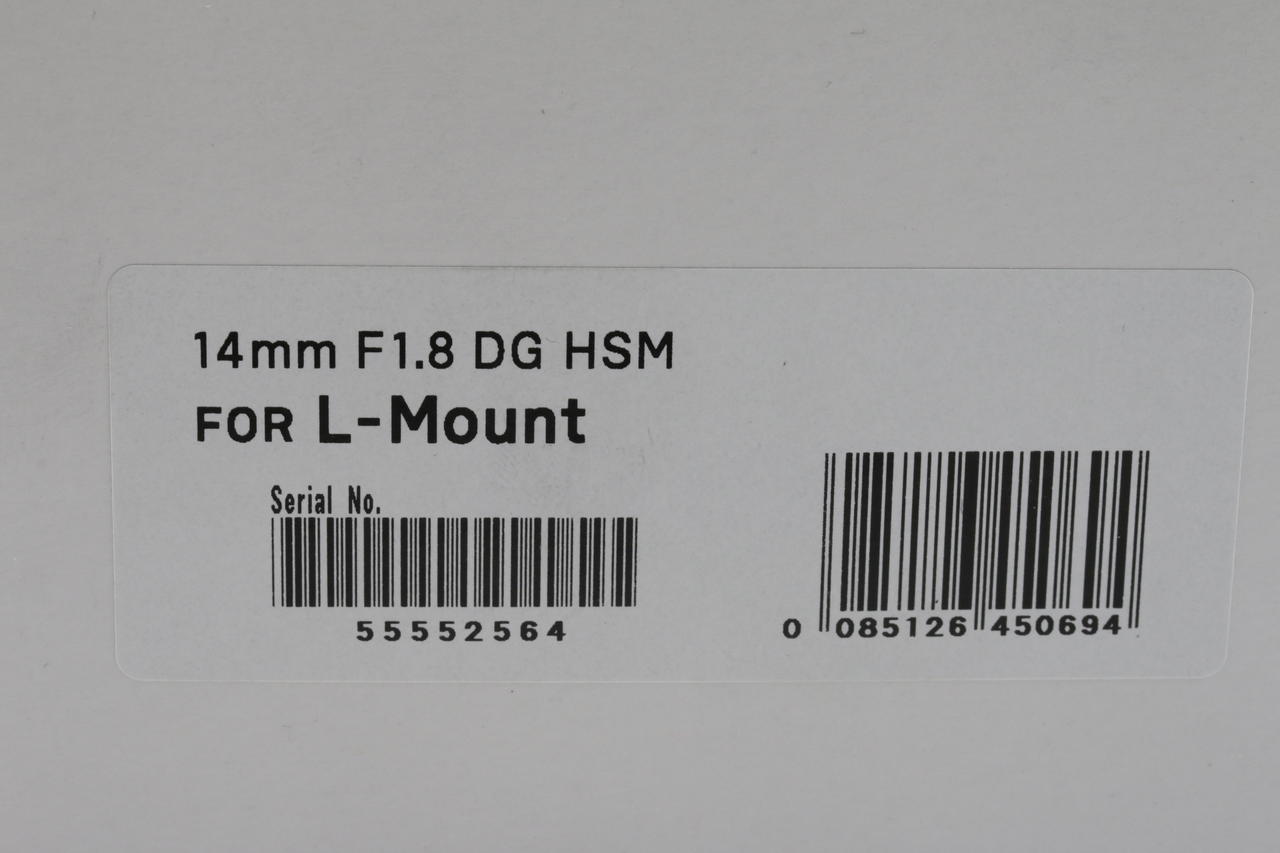 14mm F1.8 DG HSM
FOR L-Mount
Serial No.
55552564
0 085126 450694